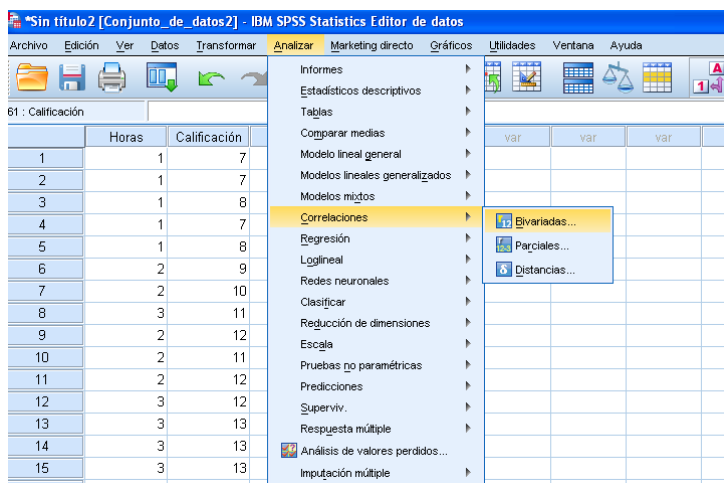 *Sin título2 [Conjunto_de_datos2] - IBM SPSS Statistics Editor de datos
Archivo Edición Ver Datos Transformar Analizar Marketing directo Gráficos Utilidades Ventana Ayuda
61 : Calificación
Horas Calificación var var var
1 1 7
2 1 7
3 1 8
4 1 7
5 1 8
6 2 9
7 2 10
8 3 11
9 2 12
10 2 11
11 2 12
12 3 12
13 3 13
14 3 13
15 3 13
Informes
Estadísticos descriptivos
Tablas
Comparar medias
Modelo lineal general
Modelos lineales generalizados
Modelos mixtos
Correlaciones
Regresión
Loglineal
Redes neuronales
Clasificar
Reducción de dimensiones
Escala
Pruebas no paramétricas
Predicciones
Superviv.
Respuesta múltiple
Análisis de valores perdidos...
Imputación múltiple
Bivariadas...
Parciales...
Distancias...